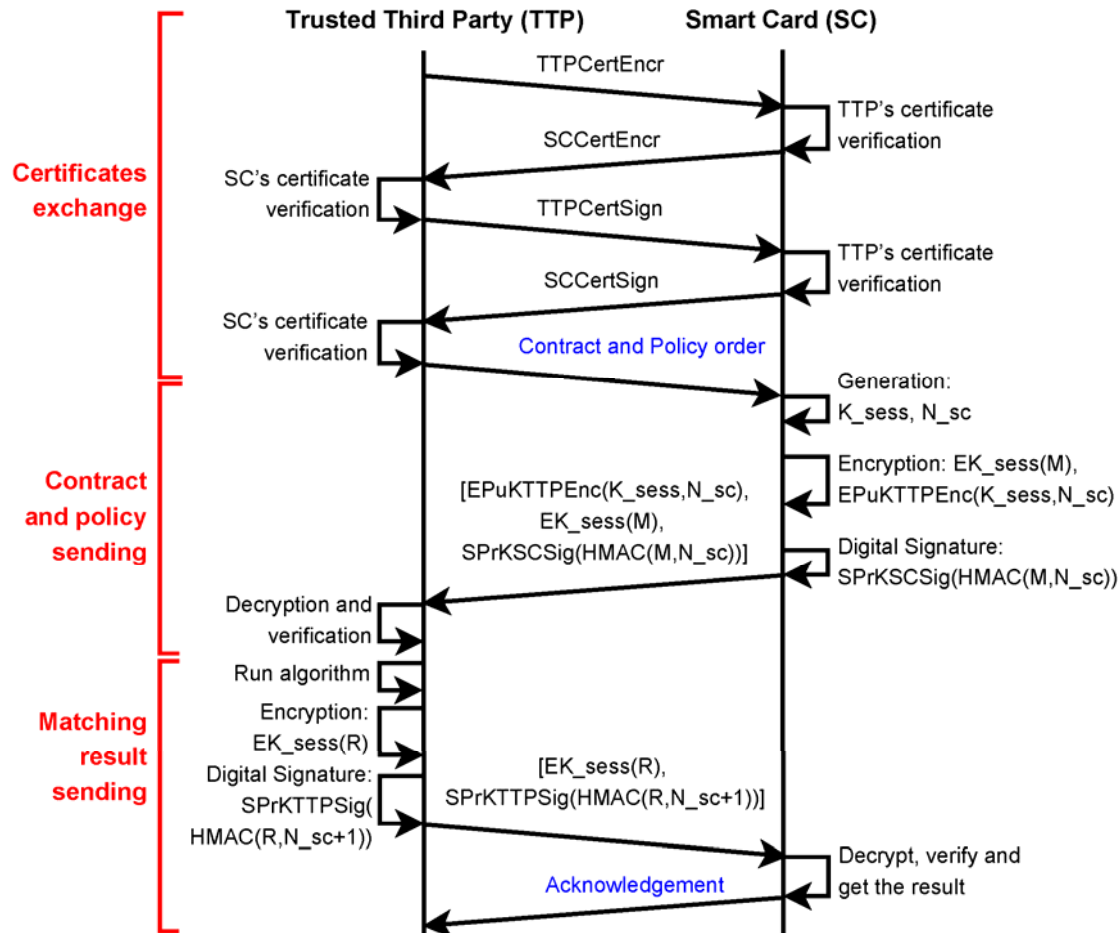 Trusted Third Party (TTP)
Smart Card (SC)
TTPCertEncr
TTP's certificate
verification
SCCertEncr
Certificates
exchange
SC's certificate
verification
TTPCertSign
TTP's certificate
verification
SCCertSign
SC's certificate
verification
Contract and Policy order
Generation:
K_sess, N_sc
Contract
and policy
sending
Encryption: EK_sess(M),
EPuKTTPEnc(K_sess,N_sc)
[EPuKTTPEnc(K_sess,N_sc),
EK_sess(M),
SPrKSCSig(HMAC(M,N_sc))]
Digital Signature:
SPrKSCSig(HMAC(M,N_sc))
Decryption and
verification
Run algorithm
Matching
result
sending
Encryption:
EK_sess(R)
Digital Signature:
SPrKTTPSig(
HMAC(R,N_sc+1))
[EK_sess(R),
SPrKTTPSig(HMAC(R,N_sc+1))]
Decrypt, verify and
get the result
Acknowledgement